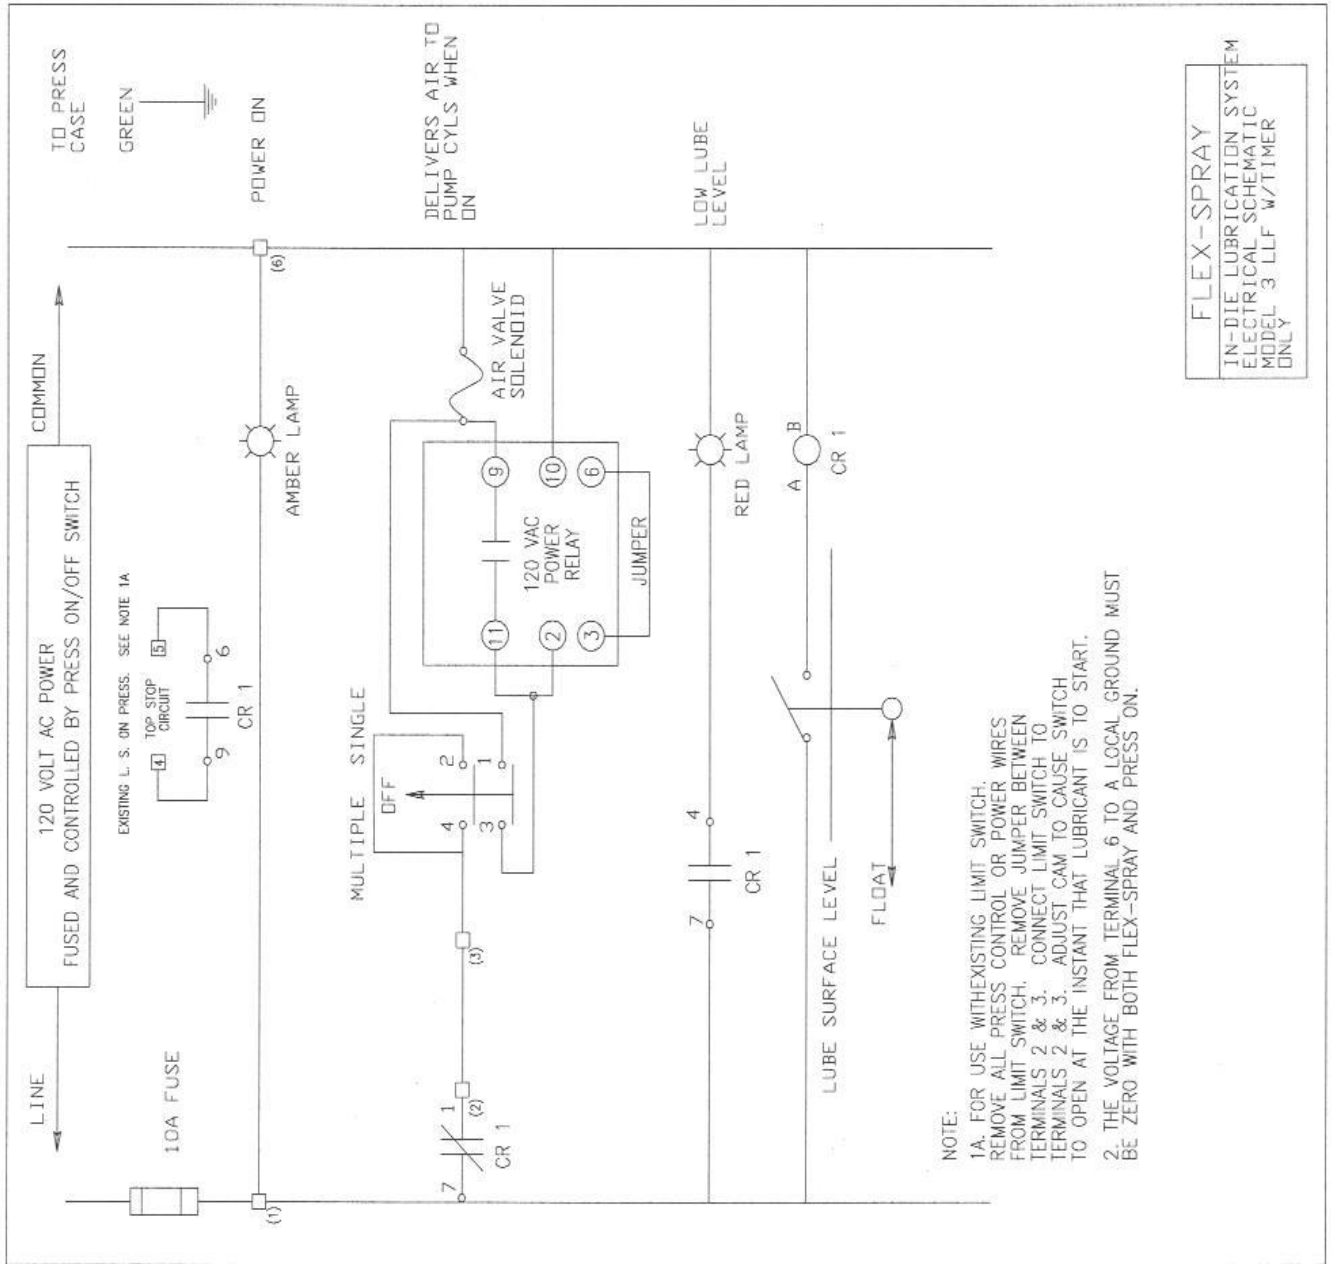 120 VOLT AC POWER
FUSED AND CONTROLLED BY PRESS ON/OFF SWITCH
LINE
COMMON
TO PRESS
CASE
GREEN
10A FUSE
EXISTING L. S. ON PRESS. SEE NOTE 1A
4
TOP STOP
CIRCUIT
5
9
6
CR 1
(1)
AMBER LAMP
(6)
POWER ON
7
1
CR 1
(2)
(3)
MULTIPLE SINGLE
OFF
4
2
3
1
11
9
2
10
3
6
120 VAC
POWER
RELAY
JUMPER
AIR VALVE
SOLENOID
DELIVERS AIR TO
PUMP CYLS WHEN
ON
7
4
CR 1
RED LAMP
LOW LUBE
LEVEL
LUBE SURFACE LEVEL
FLOAT
A
B
CR 1
NOTE:
1A. FOR USE WITHEXISTING LIMIT SWITCH.
REMOVE ALL PRESS CONTROL OR POWER WIRES
FROM LIMIT SWITCH. REMOVE JUMPER BETWEEN
TERMINALS 2 & 3. CONNECT LIMIT SWITCH TO
TERMINALS 2 & 3. ADJUST CAM TO CAUSE SWITCH
TO OPEN AT THE INSTANT THAT LUBRICANT IS TO START.
2. THE VOLTAGE FROM TERMINAL 6 TO A LOCAL GROUND MUST
BE ZERO WITH BOTH FLEX-SPRAY AND PRESS ON.
FLEX-SPRAY
IN-DIE LUBRICATION SYSTEM
ELECTRICAL SCHEMATIC
MODEL 3 LLF W/TIMER
ONLY